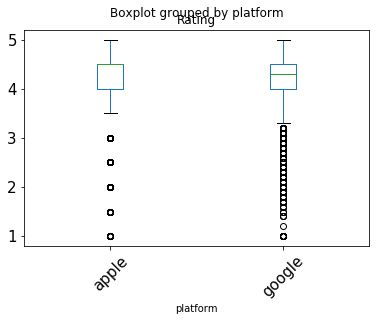 Boxplot grouped by platform
Rating
5
4
3
2
1
apple
google
platform